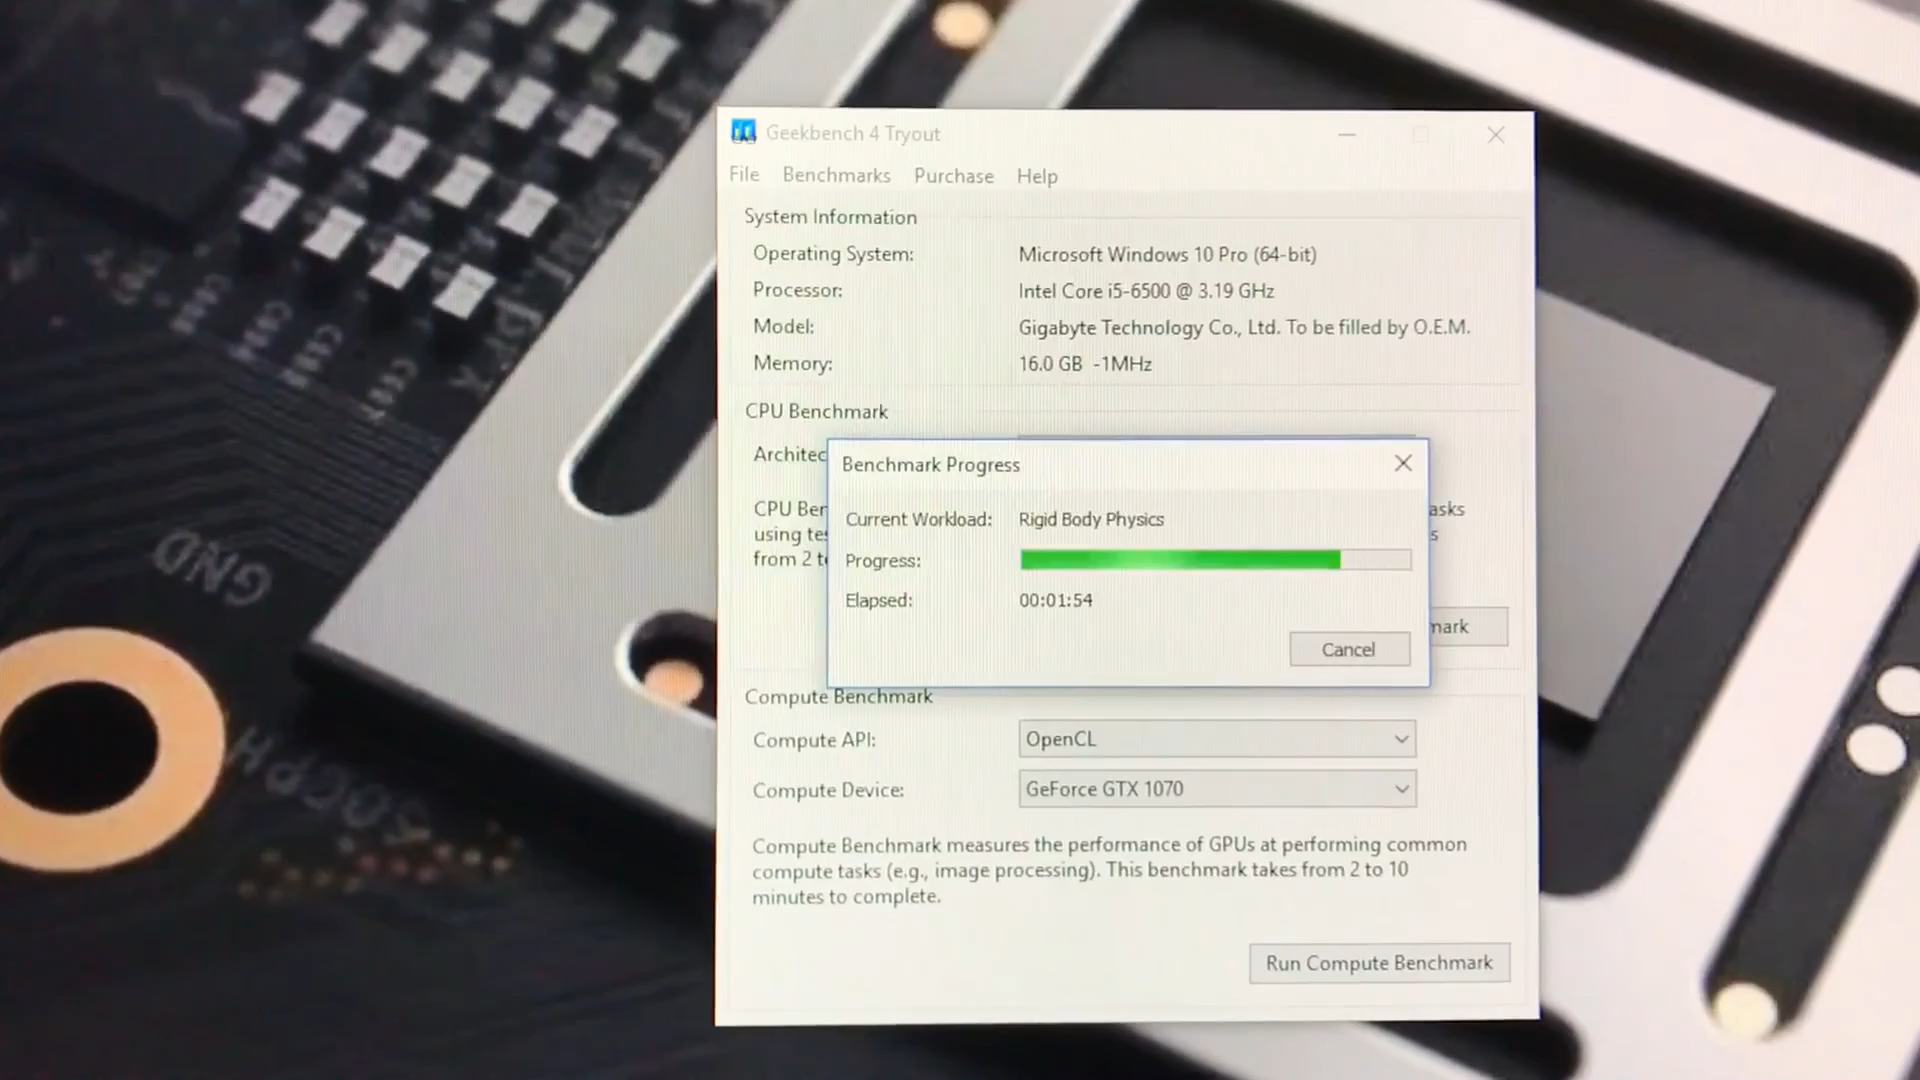 Geekbench 4 Tryout
File Benchmarks Purchase Help
System Information
Operating System: Microsoft Windows 10 Pro (64-bit)
Processor: Intel Core i5-6500 @ 3.19 GHz
Model: Gigabyte Technology Co., Ltd. To be filled by O.E.M.
Memory: 16.0 GB -1MHz
CPU Benchmark
Architec
Benchmark Progress
CPU Ber
asks
using tes
s
from 2 to
Current Workload: Rigid Body Physics
Progress:
Elapsed: 00:01:54
mark
Cancel
Compute Benchmark
Compute API: OpenCL
Compute Device: GeForce GTX 1070
Compute Benchmark measures the performance of GPUs at performing common
compute tasks (e.g., image processing). This benchmark takes from 2 to 10
minutes to complete.
Run Compute Benchmark
GND